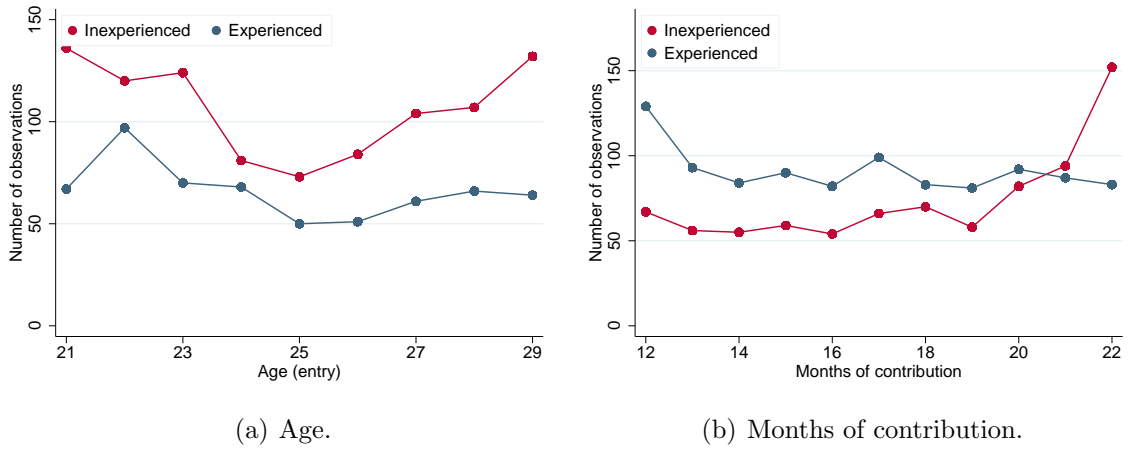 Inexperienced Experienced
Number of observations
150
100
50
0
21 23 25 27 29
Age (entry)
(a) Age.
Inexperienced
Experienced
Number of observations
150
100
50
0
12 14 16 18 20 22
Months of contribution
(b) Months of contribution.